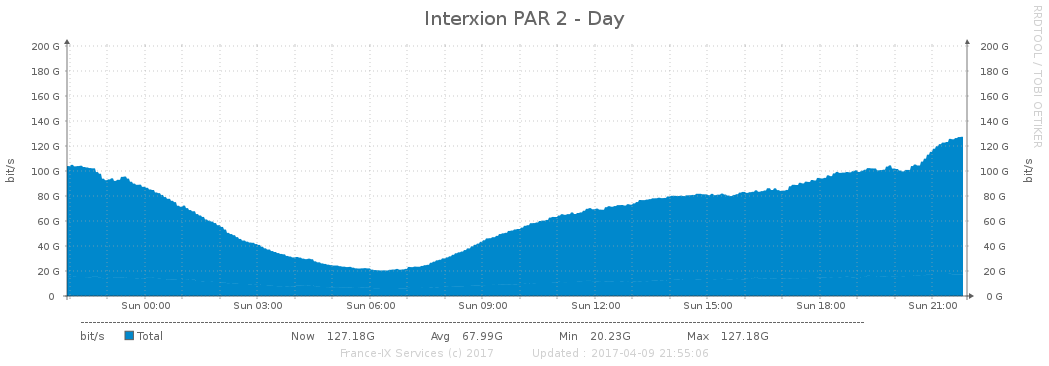 Interxion PAR 2 - Day
RRDTOOL / TOBI OETIKER
200 G 200 G
180 G 180 G
160 G 160 G
140 G 140 G
120 G 120 G
100 G 100 G
80 G 80 G
60 G 60 G
40 G 40 G
20 G 20 G
0 0 G
bit/s
bit/s
Sun 00:00 Sun 03:00 Sun 06:00 Sun 09:00 Sun 12:00 Sun 15:00 Sun 18:00 Sun 21:00
bit/s Total Now 127.18G Avg 67.99G Min 20.23G Max 127.18G
France-IX Services (c) 2017 Updated : 2017-04-09 21:55:06